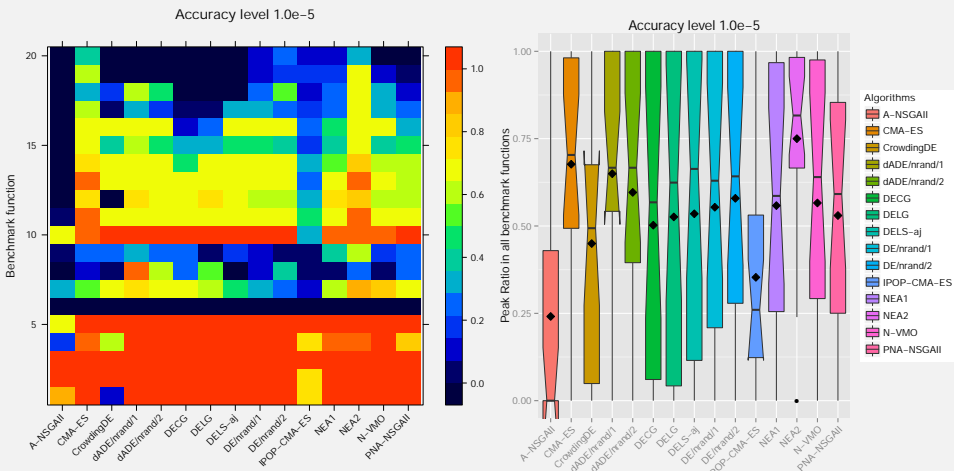 Accuracy level 1.0e−5
Benchmark function
20
15
10
5
A−NSGAII
CMA−ES
CrowdingDE
dADE/nrand/1
dADE/nrand/2
DECG
DELG
DELS−aj
DE/nrand/1
DE/nrand/2
IPOP−CMA−ES
NEA1
NEA2
N−VMO
PNA−NSGAII
1.0
0.8
0.6
0.4
0.2
0.0
Accuracy level 1.0e−5
Peak Ratio in all benchmark functions
1.00
0.75
0.50
0.25
0.00
A−NSGAII
CMA−ES
CrowdingDE
dADE/nrand/1
dADE/nrand/2
DECG
DELG
DELS−aj
DE/nrand/1
DE/nrand/2
POP−CMA−ES
NEA1
NEA2
N−VMO
PNA−NSGAII
Algorithms
A−NSGAII
CMA−ES
CrowdingDE
dADE/nrand/1
dADE/nrand/2
DECG
DELG
DELS−aj
DE/nrand/1
DE/nrand/2
IPOP−CMA−ES
NEA1
NEA2
N−VMO
PNA−NSGAII